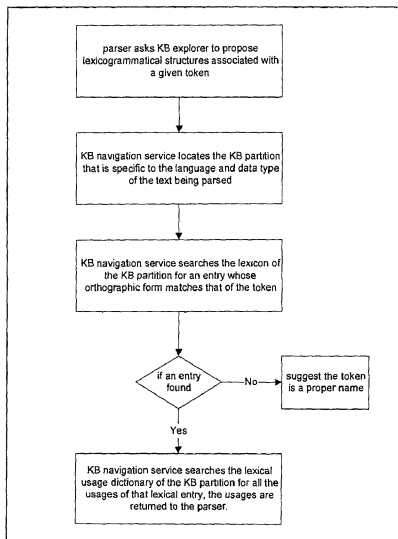 parser asks KB explorer to propose
lexicogrammatical structures associated with
a given token
KB navigation service locates the KB partition
that is specific to the language and data type
of the text being parsed
KB navigation service searches the lexicon of
the KB partition for an entry whose
orthographic form matches that of the token
if an entry
found
No
suggest the token
is a proper name
Yes
KB navigation service searches the lexical
usage dictionary of the KB partition for all the
usages of that lexical entry, the usages are
returned to the parser.